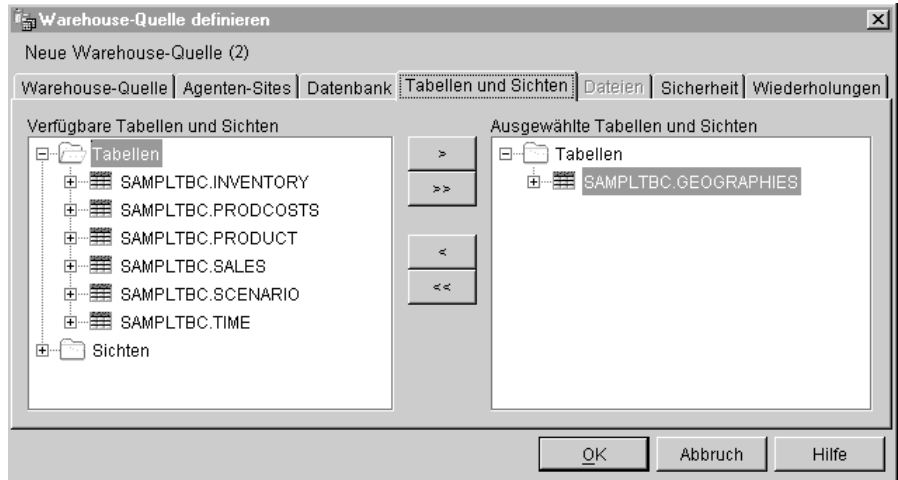 Warehouse-Quelle definieren
Neue Warehouse-Quelle (2)
Warehouse-Quelle Agenten-Sites Datenbank Tabellen und Sichten Dateien Sicherheit Wiederholungen
Verfügbare Tabellen und Sichten
Tabellen
SAMPLTBC.INVENTORY
SAMPLTBC.PRODCOSTS
SAMPLTBC.PRODUCT
SAMPLTBC.SALES
SAMPLTBC.SCENARIO
SAMPLTBC.TIME
Sichten
>
>>
<
<<
Ausgewählte Tabellen und Sichten
Tabellen
SAMPLTBC.GEOGRAPHIES
OK Abbruch Hilfe